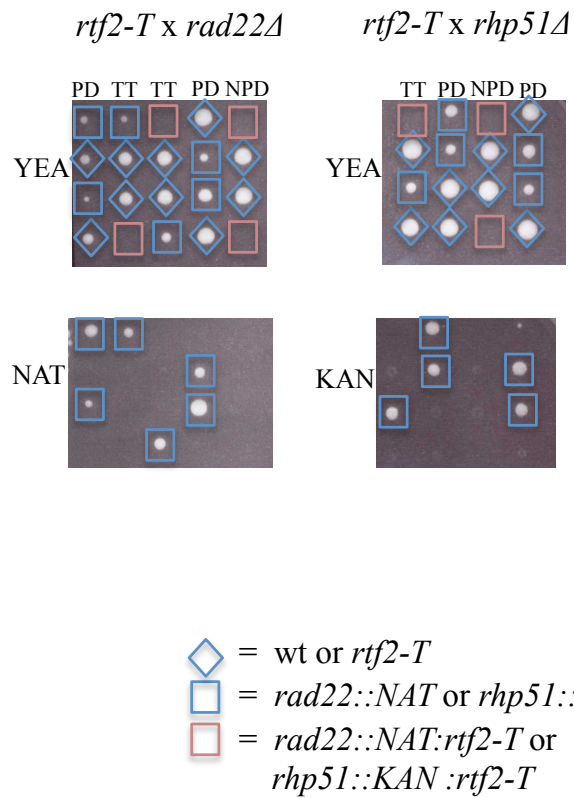 rtf2-T x rad22Δ
rtf2-T x rhp51Δ
PD TT TT PD NPD
YEA
TT PD NPD PD
YEA
NAT
KAN
= wt or rtf2-T
= rad22::NAT or rhp51::
= rad22::NAT:rtf2-T or
rhp51::KAN :rtf2-T